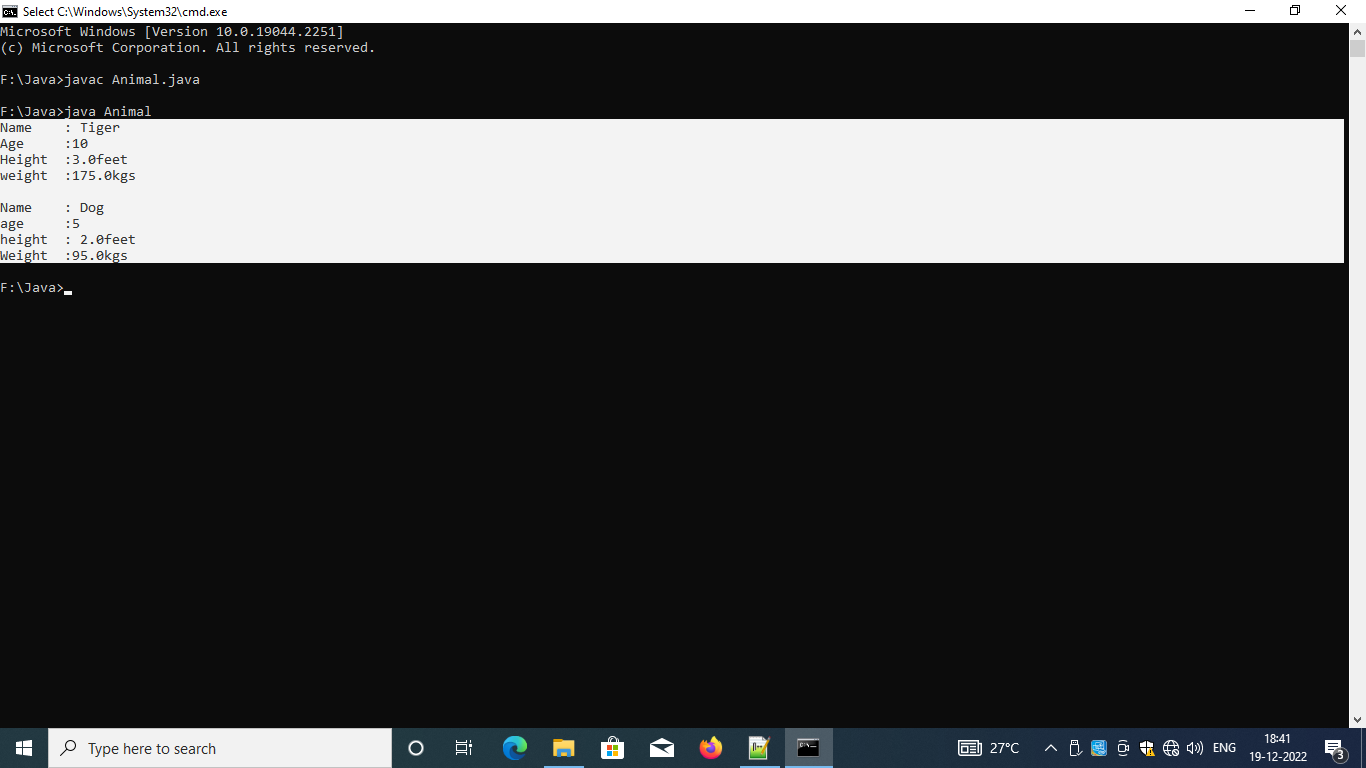 Select C:\Windows\System32\cmd.exe
Microsoft Windows [Version 10.0.19044.2251]
(c) Microsoft Corporation. All rights reserved.
F:\Java>javac Animal.java
F:\Java>java Animal
Name    : Tiger
Age     :10
Height  :3.0feet
weight  :175.0kgs
Name    : Dog
age     :5
height  : 2.0feet
Weight  :95.0kgs
F:\Java>
Type here to search
27°C
ENG
18:41
19-12-2022
3